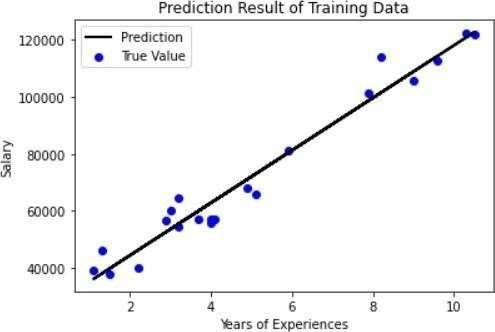 Prediction Result of Training Data
Prediction
True Value
120000
100000
80000
60000
40000
Salary
2 4 6 8 10
Years of Experiences